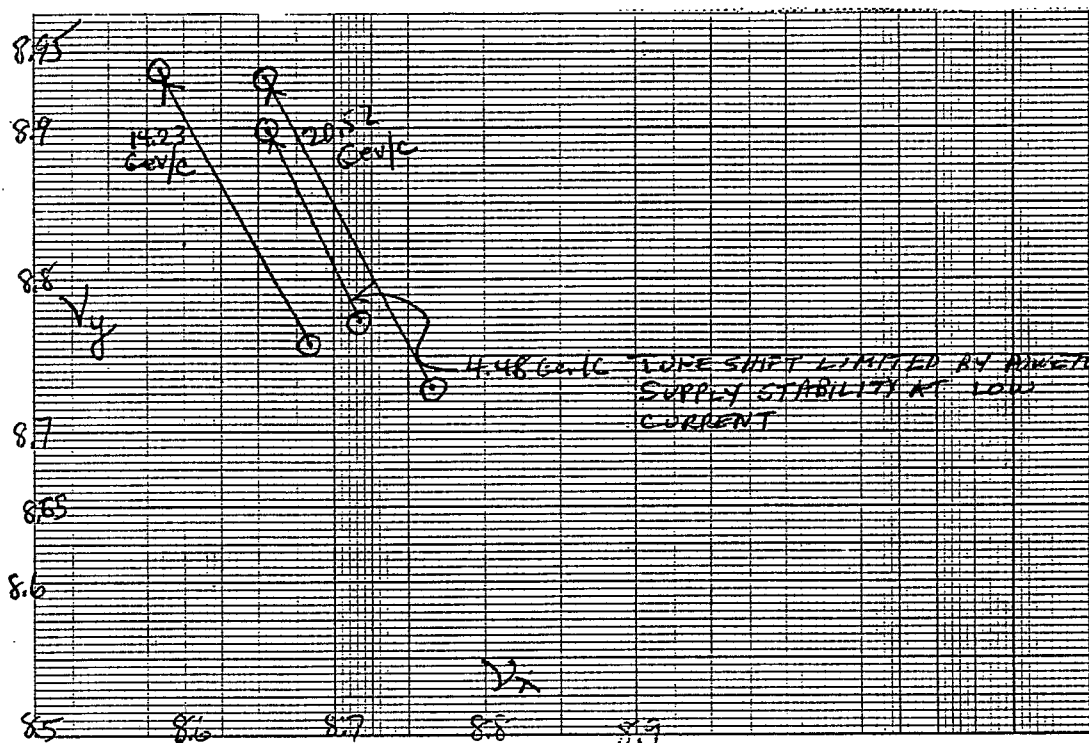 8.95
8.9
14.23
GeV/c
20.52
GeV/c
8.8
νy
4.48 GeV/C TUNE SHIFT LIMITED BY POWER
SUPPLY STABILITY AT LOW
CURRENT
8.7
8.65
8.6
νx
8.5 8.6 8.7 8.8 8.9